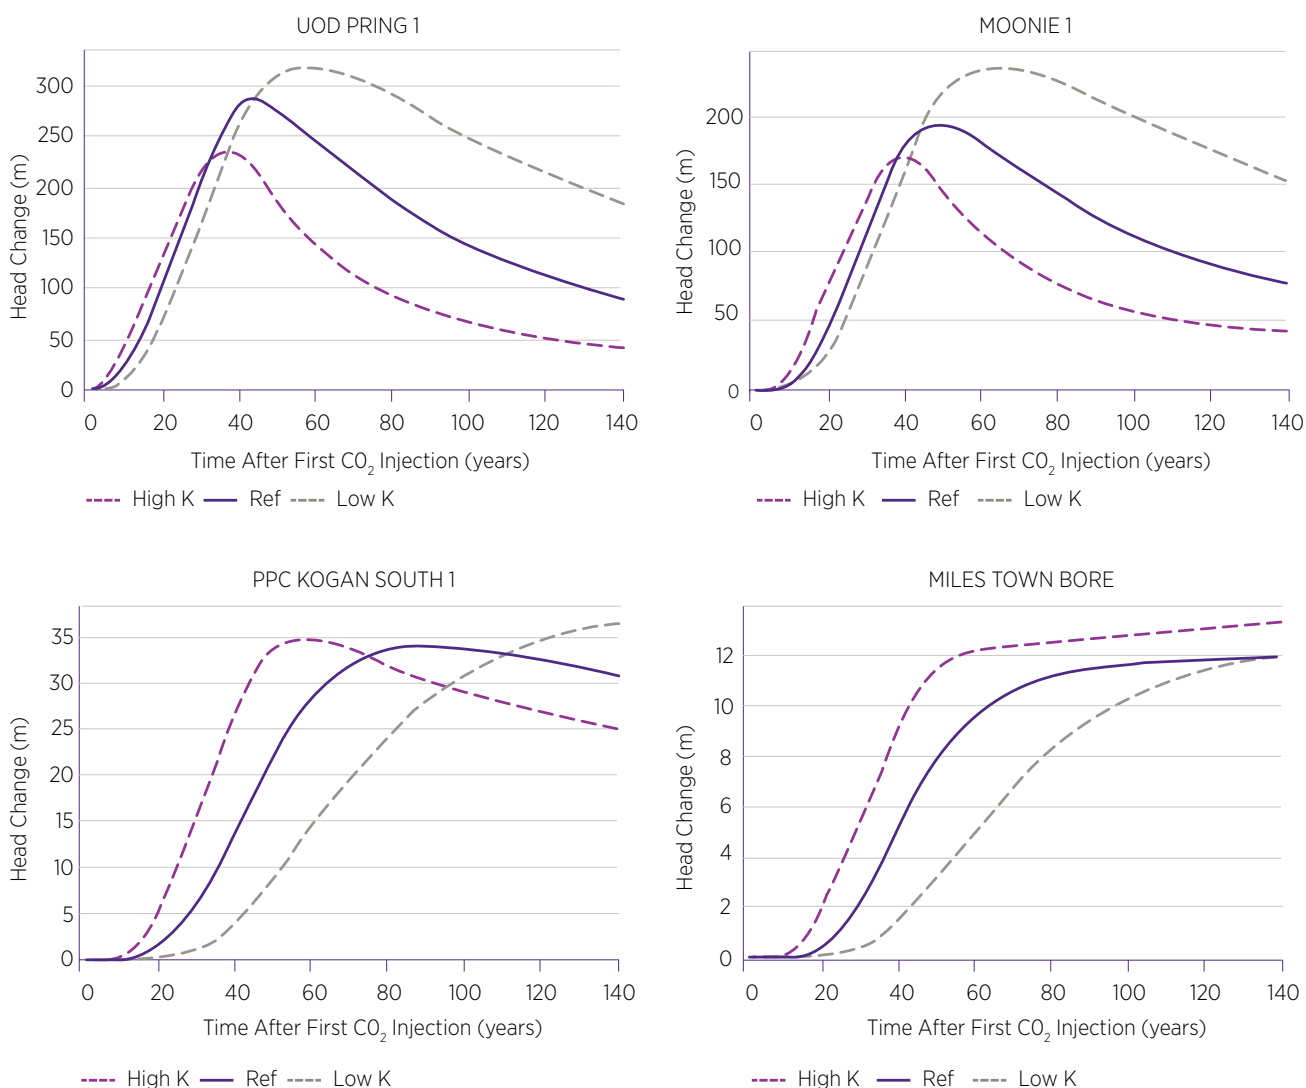 UOD PRING 1
Head Change (m)
300
250
200
150
100
50
0
0 20 40 60 80 100 120 140
Time After First CO₂ Injection (years)
High K Ref Low K
MOONIE 1
Head Change (m)
200
150
100
50
0
0 20 40 60 80 100 120 140
Time After First CO₂ Injection (years)
High K Ref Low K
PPC KOGAN SOUTH 1
Head Change (m)
35
30
25
20
15
10
5
0
0 20 40 60 80 100 120 140
Time After First CO₂ Injection (years)
High K Ref Low K
MILES TOWN BORE
Head Change (m)
12
10
8
6
4
2
0
0 20 40 60 80 100 120 140
Time After First CO₂ Injection (years)
High K Ref Low K